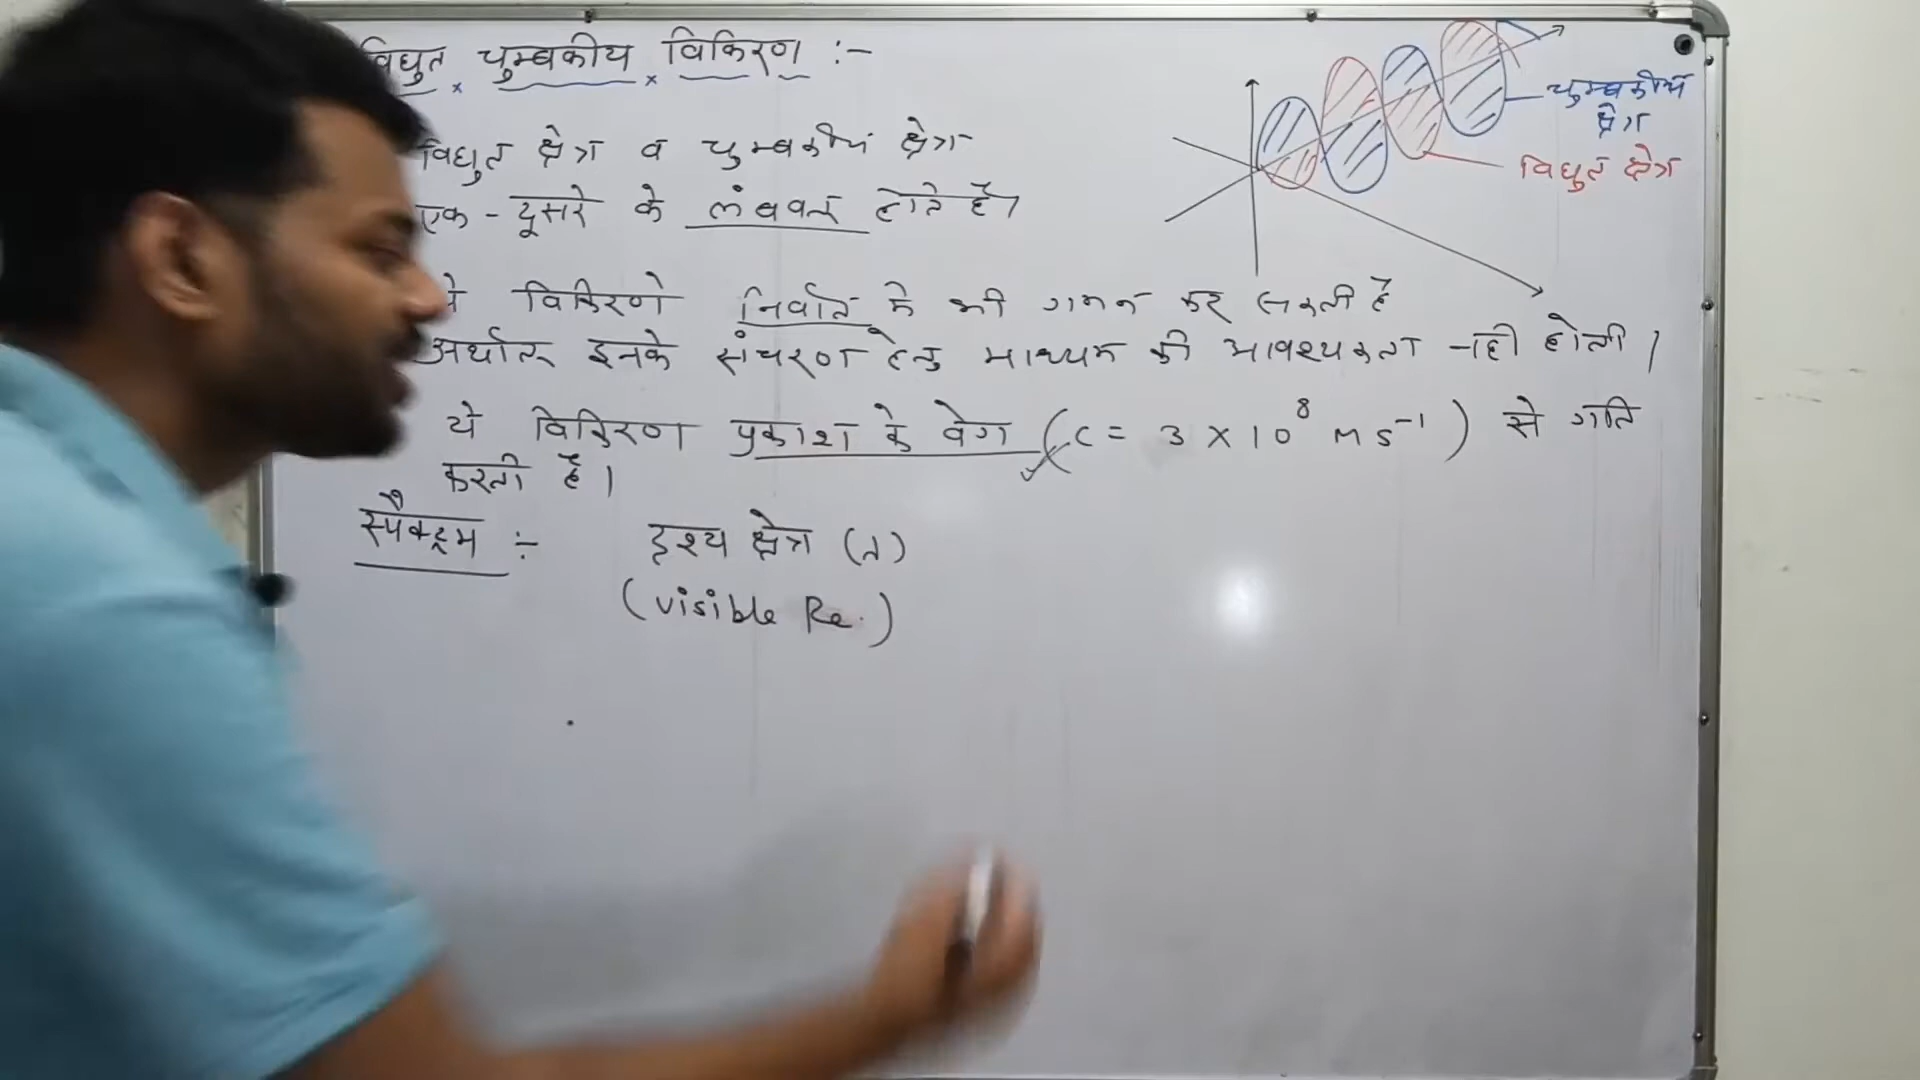 विद्युत चुम्बकीय विकिरण :-
चुम्बकीय
क्षेत्र
विद्युत क्षेत्र
विद्युत क्षेत्र व चुम्बकीय क्षेत्र
एक - दूसरे के लंबवत होते है।
विकिरणे निर्वात मे भी गमन कर सकती है
अर्थात इनके संचरण हेतु माध्यम की आवश्यकता नही होती।
ये विकिरण प्रकाश के वेग (c = 3 X 10⁸ m s⁻¹) से गति
करती है।
स्पैक्ट्रम :- दृश्य क्षेत्र (त)
(visible Re.)